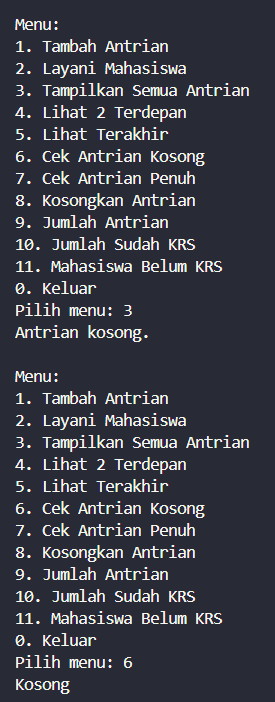 Menu:
1. Tambah Antrian
2. Layani Mahasiswa
3. Tampilkan Semua Antrian
4. Lihat 2 Terdepan
5. Lihat Terakhir
6. Cek Antrian Kosong
7. Cek Antrian Penuh
8. Kosongkan Antrian
9. Jumlah Antrian
10. Jumlah Sudah KRS
11. Mahasiswa Belum KRS
0. Keluar
Pilih menu: 3
Antrian kosong.

Menu:
1. Tambah Antrian
2. Layani Mahasiswa
3. Tampilkan Semua Antrian
4. Lihat 2 Terdepan
5. Lihat Terakhir
6. Cek Antrian Kosong
7. Cek Antrian Penuh
8. Kosongkan Antrian
9. Jumlah Antrian
10. Jumlah Sudah KRS
11. Mahasiswa Belum KRS
0. Keluar
Pilih menu: 6
Kosong